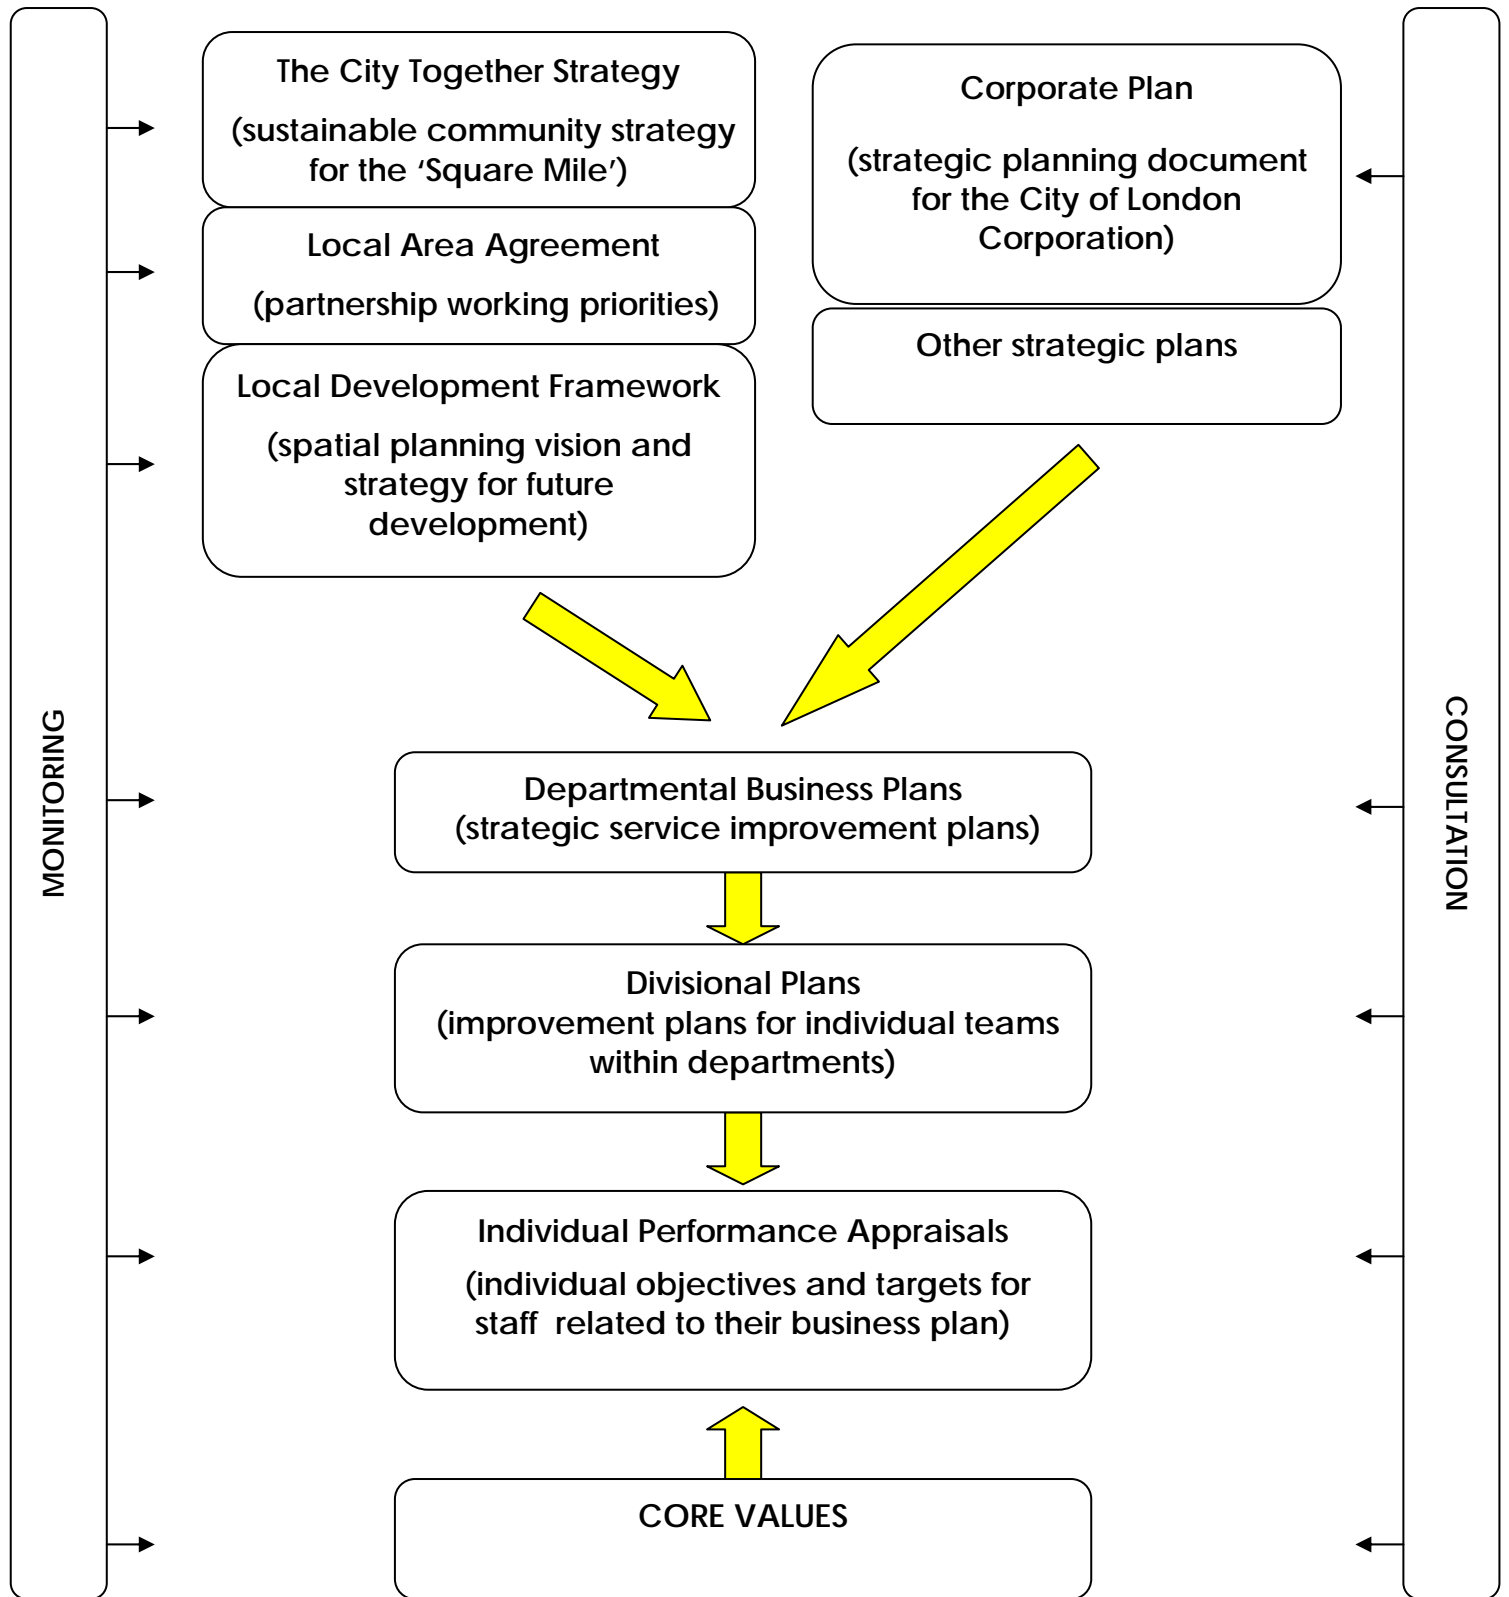 MONITORING
The City Together Strategy
(sustainable community strategy
for the ‘Square Mile’)
Local Area Agreement
(partnership working priorities)
Local Development Framework
(spatial planning vision and
strategy for future
development)
Corporate Plan
(strategic planning document
for the City of London
Corporation)
Other strategic plans
Departmental Business Plans
(strategic service improvement plans)
Divisional Plans
(improvement plans for individual teams
within departments)
Individual Performance Appraisals
(individual objectives and targets for
staff related to their business plan)
CORE VALUES
CONSULTATION